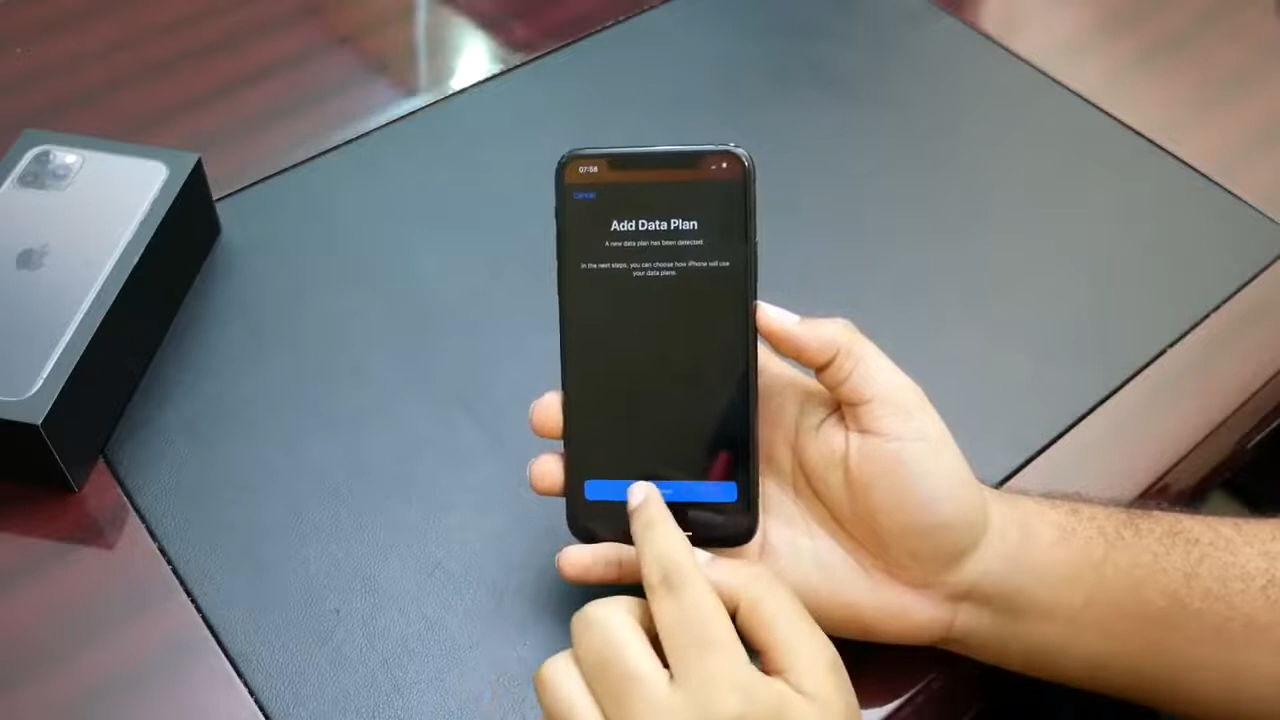 07:58
Cancel
Add Data Plan
A new data plan has been detected.
In the next steps, you can choose how iPhone will use
your data plans.